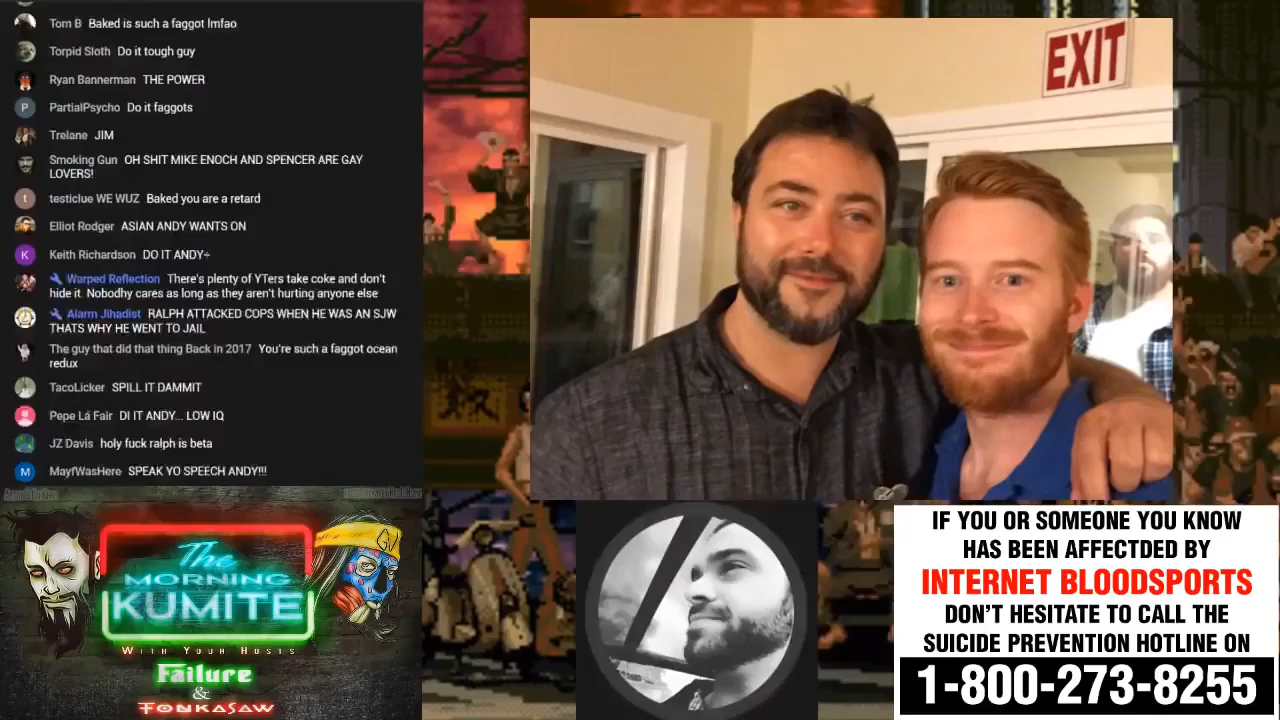 Tom B Baked is such a faggot lmfao
Torpid Sloth Do it tough guy
Ryan Bannerman THE POWER
P PartialPsycho Do it faggots
Trelane JIM
Smoking Gun OH SHIT MIKE ENOCH AND SPENCER ARE GAY
LOVERS!
t testiclue WE WUZ Baked you are a retard
Elliot Rodger ASIAN ANDY WANTS ON
K Keith Richardson DO IT ANDY÷
Warped Reflection There's plenty of YTers take coke and don't
hide it. Nobodhy cares as long as they aren't hurting anyone else
Alarm Jihadist RALPH ATTACKED COPS WHEN HE WAS AN SJW
THATS WHY HE WENT TO JAIL
The guy that did that thing Back in 2017 You're such a faggot ocean
redux
TacoLicker SPILL IT DAMMIT
Pepe Lá Fair DI IT ANDY... LOW IQ
JZ Davis holy fuck ralph is beta
M MayfWasHere SPEAK YO SPEECH ANDY!!!
EXIT
The
MORNING
KUMITE
WITH YOUR HOSTS
Failure
&
TONKASAW
IF YOU OR SOMEONE YOU KNOW
HAS BEEN AFFECTDED BY
INTERNET BLOODSPORTS
DON'T HESITATE TO CALL THE
SUICIDE PREVENTION HOTLINE ON
1-800-273-8255